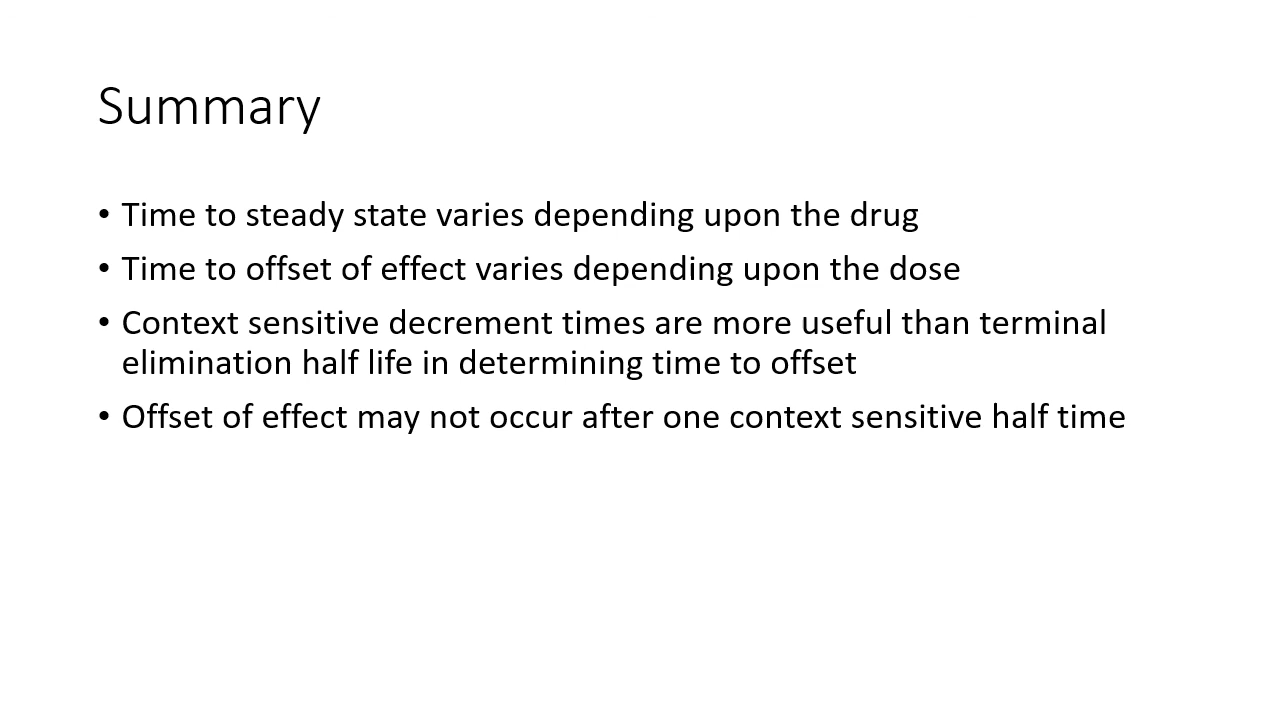 Summary
• Time to steady state varies depending upon the drug
• Time to offset of effect varies depending upon the dose
• Context sensitive decrement times are more useful than terminal
elimination half life in determining time to offset
• Offset of effect may not occur after one context sensitive half time